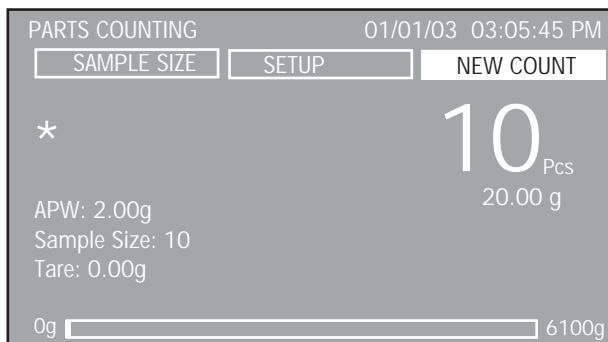 PARTS COUNTING 01/01/03 03:05:45 PM
SAMPLE SIZE SETUP NEW COUNT
* 10 Pcs
20.00 g
APW: 2.00g
Sample Size: 10
Tare: 0.00g
0g 6100g